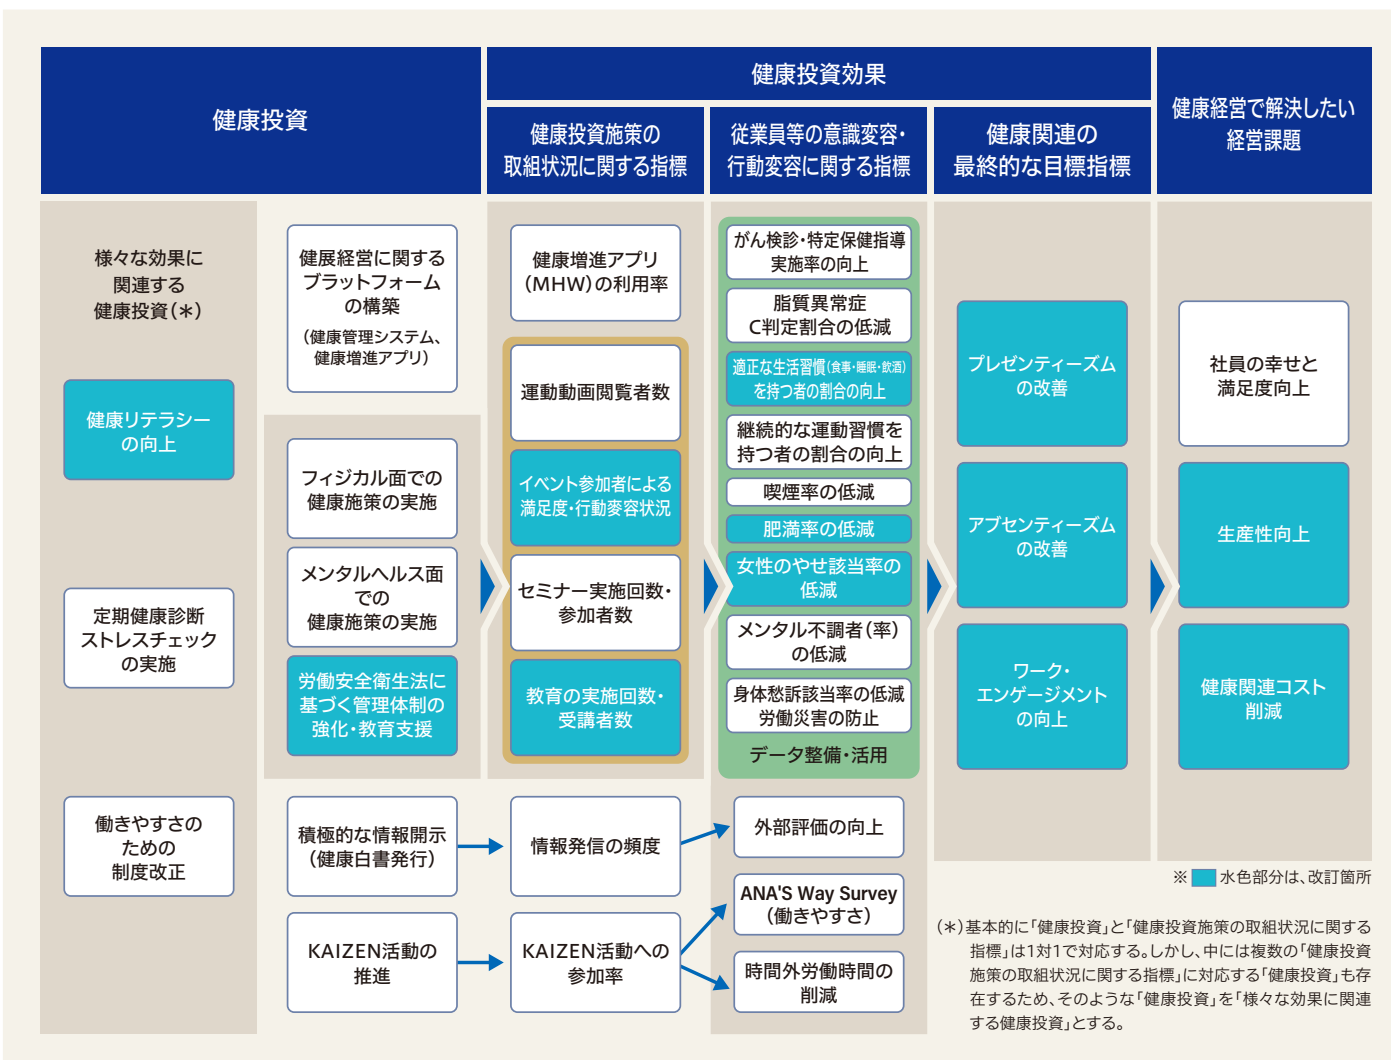 健康投資
健康投資効果
健康経営で解決したい
経営課題
健康投資施策の
取組状況に関する指標
従業員等の意識変容・
行動変容に関する指標
健康関連の
最終的な目標指標
様々な効果に
関連する
健康投資(＊)
健康リテラシー
の向上
定期健康診断
ストレスチェック
の実施
働きやすさの
ための
制度改正
健展経営に関する
プラットフォーム
の構築
(健康管理システム、
健康増進アプリ)
フィジカル面での
健康施策の実施
メンタルヘルス面
での
健康施策の実施
労働安全衛生法に
基づく管理体制の
強化・教育支援
積極的な情報開示
(健康白書発行)
KAIZEN活動の
推進
健康増進アプリ
(MHW)の利用率
運動動画閲覧者数
イベント参加者による
満足度・行動変容状況
セミナー実施回数・
参加者数
教育の実施回数・
受講者数
情報発信の頻度
KAIZEN活動への
参加率
がん検診・特定保健指導
実施率の向上
脂質異常症
C判定割合の低減
適正な生活習慣(食事・睡眠・飲酒)
を持つ者の割合の向上
継続的な運動習慣を
持つ者の割合の向上
喫煙率の低減
肥満率の低減
女性のやせ該当率の
低減
メンタル不調者(率)
の低減
身体愁訴該当率の低減
労働災害の防止
データ整備・活用
外部評価の向上
ANA'S Way Survey
(働きやすさ)
時間外労働時間の
削減
プレゼンティーズム
の改善
アブセンティーズム
の改善
ワーク・
エンゲージメント
の向上
社員の幸せと
満足度向上
生産性向上
健康関連コスト
削減
※ 水色部分は、改訂箇所
(＊)基本的に「健康投資」と「健康投資施策の取組状況に関する
指標」は1対1で対応する。しかし、中には複数の「健康投資
施策の取組状況に関する指標」に対応する「健康投資」も存
在するため、そのような「健康投資」を「様々な効果に関連
する健康投資」とする。